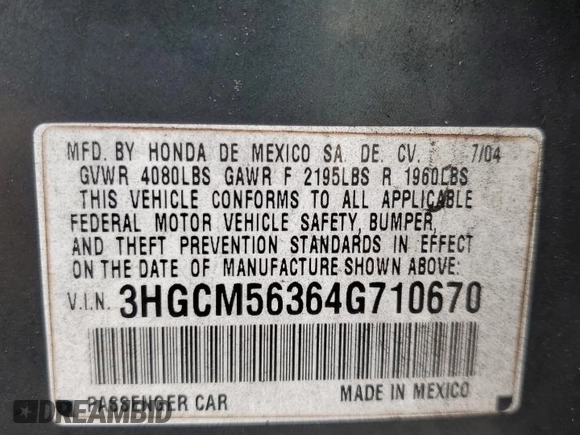 MFD. BY HONDA DE MEXICO SA. DE. CV. 7/04
GVWR 4080LBS GAWR F 2195LBS R 1960LBS
THIS VEHICLE CONFORMS TO ALL APPLICABLE
FEDERAL MOTOR VEHICLE SAFETY, BUMPER,
AND THEFT PREVENTION STANDARDS IN EFFECT
ON THE DATE OF MANUFACTURE SHOWN ABOVE:
V.I.N. 3HGCM56364G710670
PASSENGER CAR MADE IN MEXICO
DREAMBID